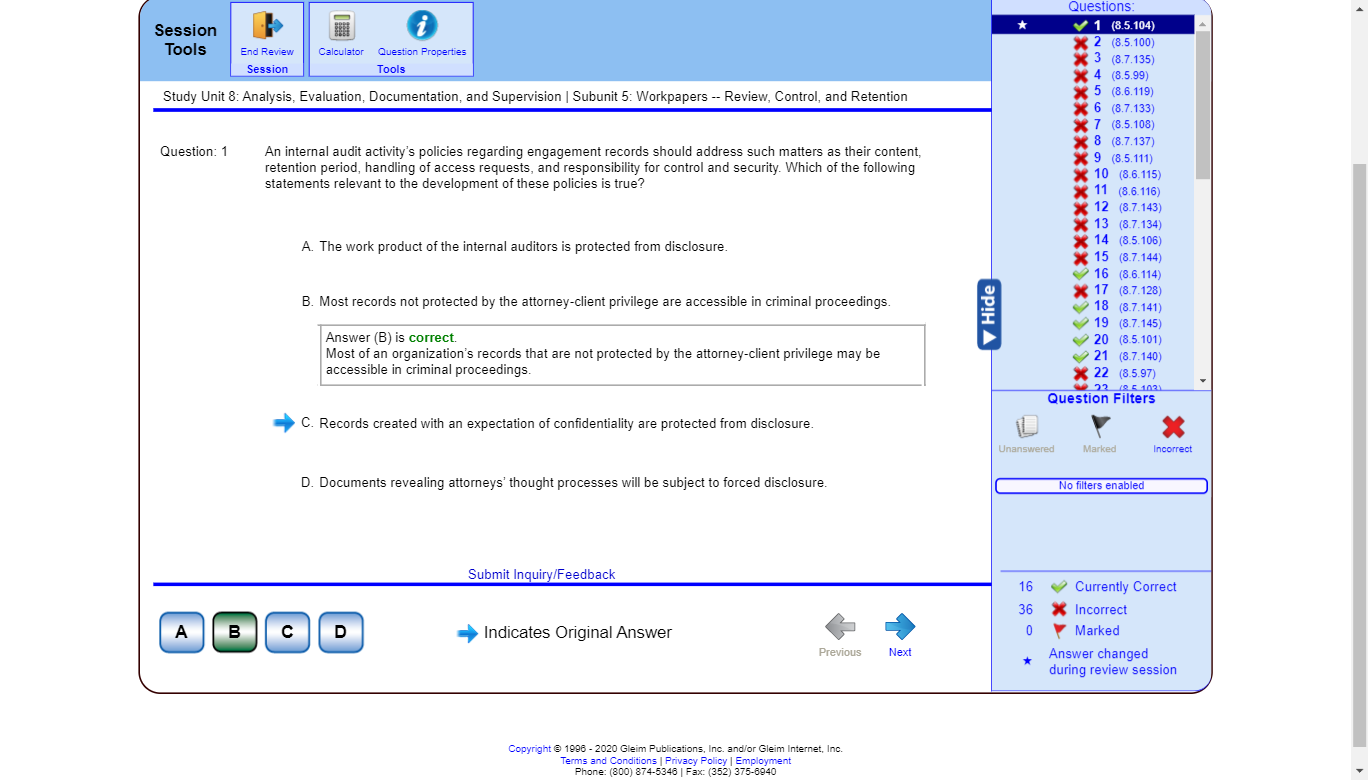 Session Tools
End Review
Session
Calculator
Question Properties
Tools
Study Unit 8: Analysis, Evaluation, Documentation, and Supervision | Subunit 5: Workpapers -- Review, Control, and Retention
Question: 1
An internal audit activity's policies regarding engagement records should address such matters as their content,
retention period, handling of access requests, and responsibility for control and security. Which of the following
statements relevant to the development of these policies is true?
A. The work product of the internal auditors is protected from disclosure.
B. Most records not protected by the attorney-client privilege are accessible in criminal proceedings.
Answer (B) is correct.
Most of an organization's records that are not protected by the attorney-client privilege may be
accessible in criminal proceedings.
C. Records created with an expectation of confidentiality are protected from disclosure.
D. Documents revealing attorneys' thought processes will be subject to forced disclosure.
Submit Inquiry/Feedback
A B C D
Indicates Original Answer
Previous
Next
Hide
Questions:
1 (8.5.104)
2 (8.5.100)
3 (8.7.135)
4 (8.5.99)
5 (8.6.119)
6 (8.7.133)
7 (8.5.108)
8 (8.7.137)
9 (8.5.111)
10 (8.6.115)
11 (8.6.116)
12 (8.7.143)
13 (8.7.134)
14 (8.5.106)
15 (8.7.144)
16 (8.6.114)
17 (8.7.128)
18 (8.7.141)
19 (8.7.145)
20 (8.5.101)
21 (8.7.140)
22 (8.5.97)
23 (8.5.103)
Question Filters
Unanswered
Marked
Incorrect
No filters enabled
16 Currently Correct
36 Incorrect
0 Marked
Answer changed
during review session
Copyright © 1996 - 2020 Gleim Publications, Inc. and/or Gleim Internet, Inc.
Terms and Conditions | Privacy Policy | Employment
Phone: (800) 874-5346 | Fax: (352) 375-6940